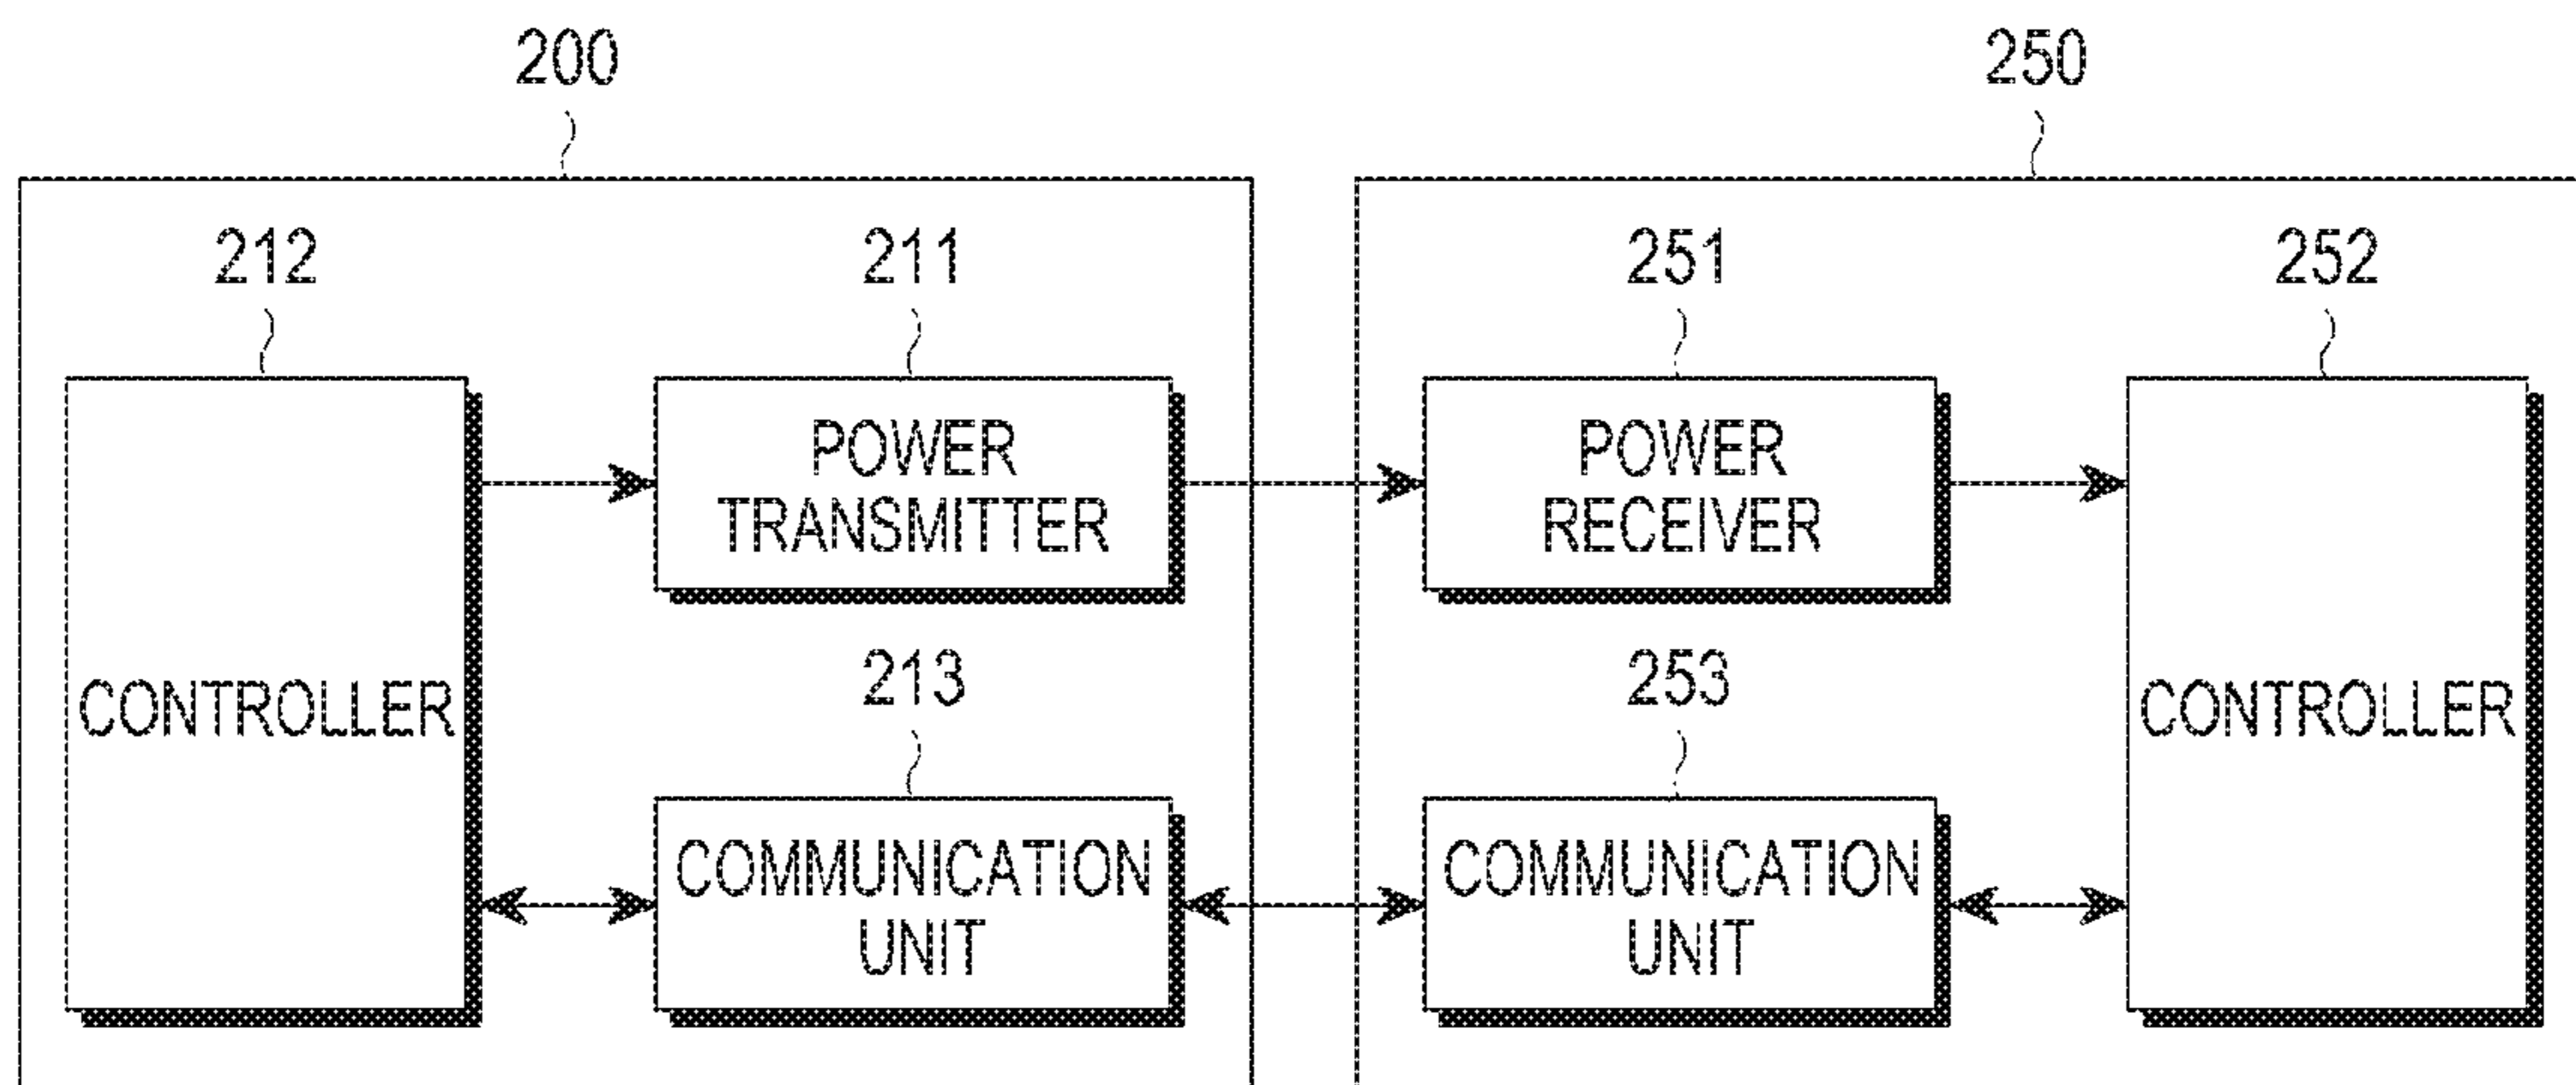 200
250
212
211
251
252
POWER
TRANSMITTER
POWER
RECEIVER
CONTROLLER
213
253
CONTROLLER
COMMUNICATION
UNIT
COMMUNICATION
UNIT